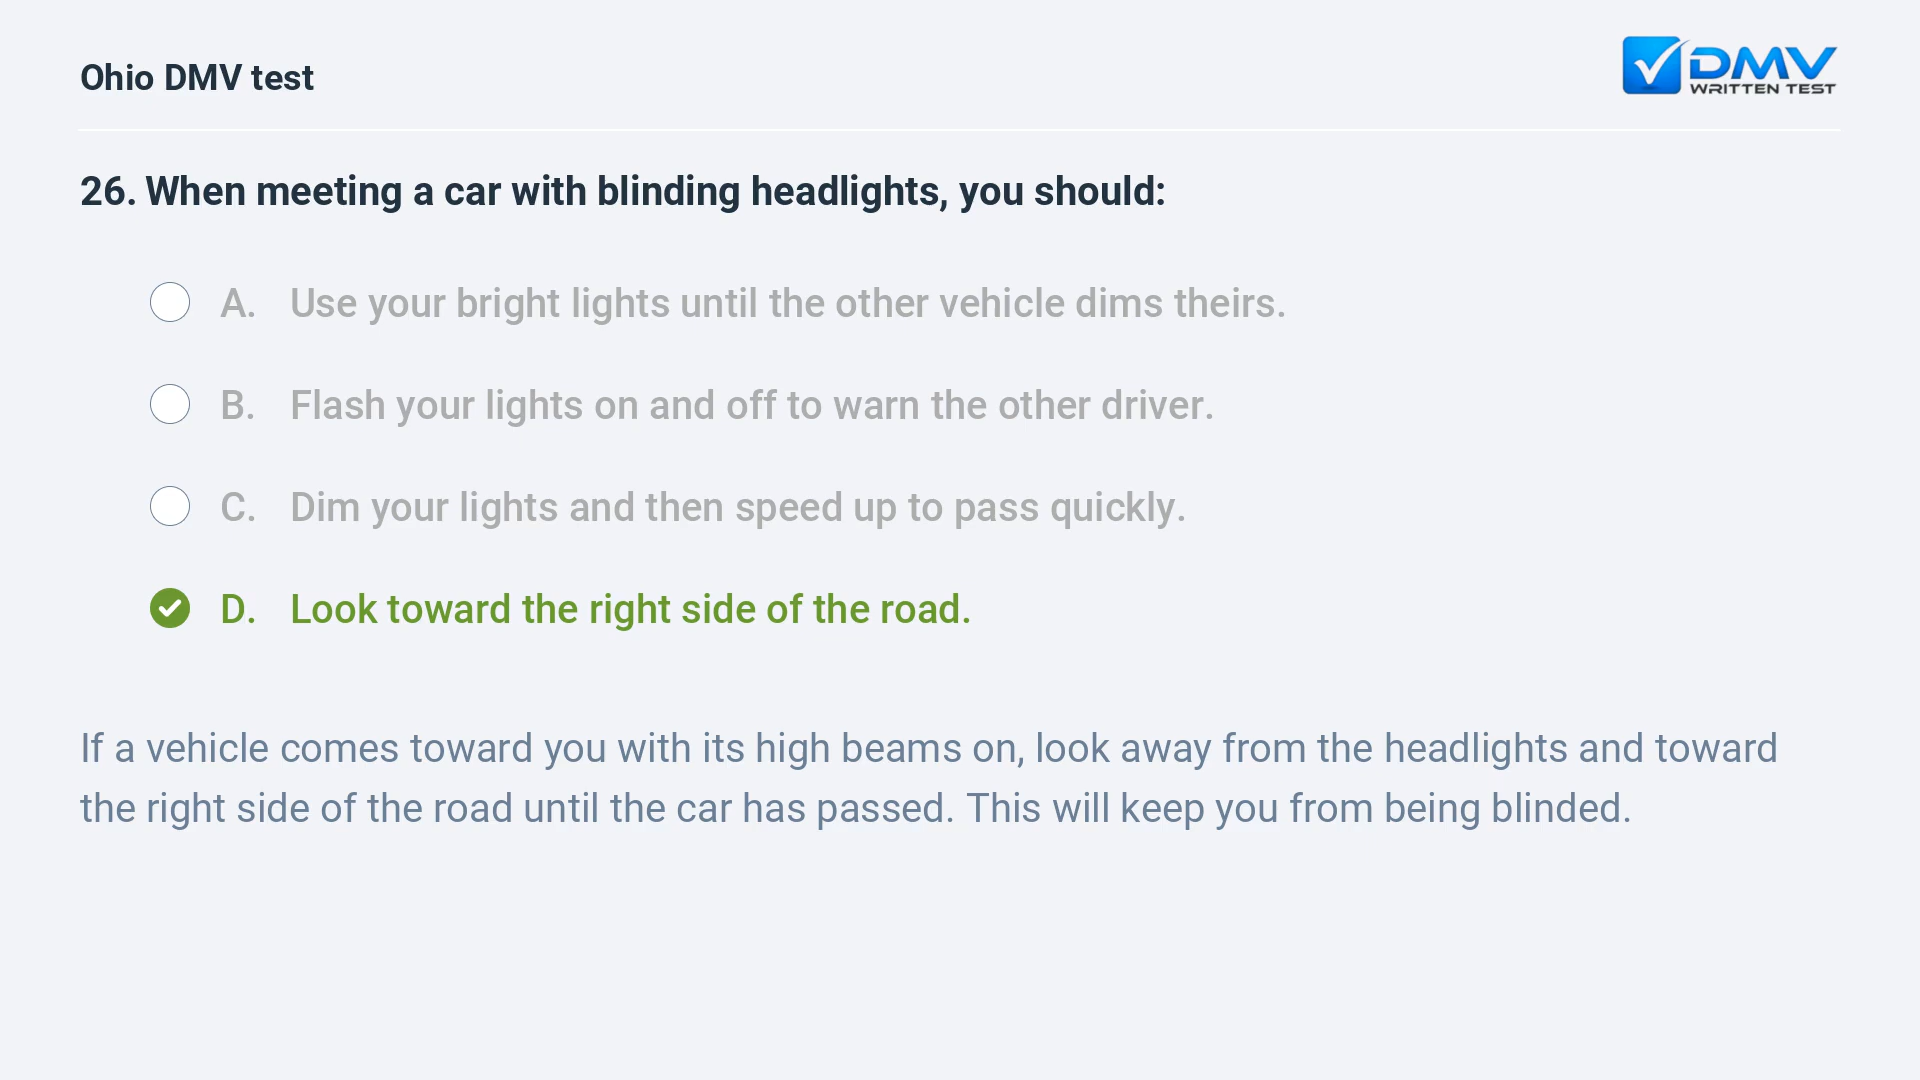 Ohio DMV test
DMV
WRITTEN TEST
26. When meeting a car with blinding headlights, you should:
A. Use your bright lights until the other vehicle dims theirs.
B. Flash your lights on and off to warn the other driver.
C. Dim your lights and then speed up to pass quickly.
D. Look toward the right side of the road.
If a vehicle comes toward you with its high beams on, look away from the headlights and toward
the right side of the road until the car has passed. This will keep you from being blinded.